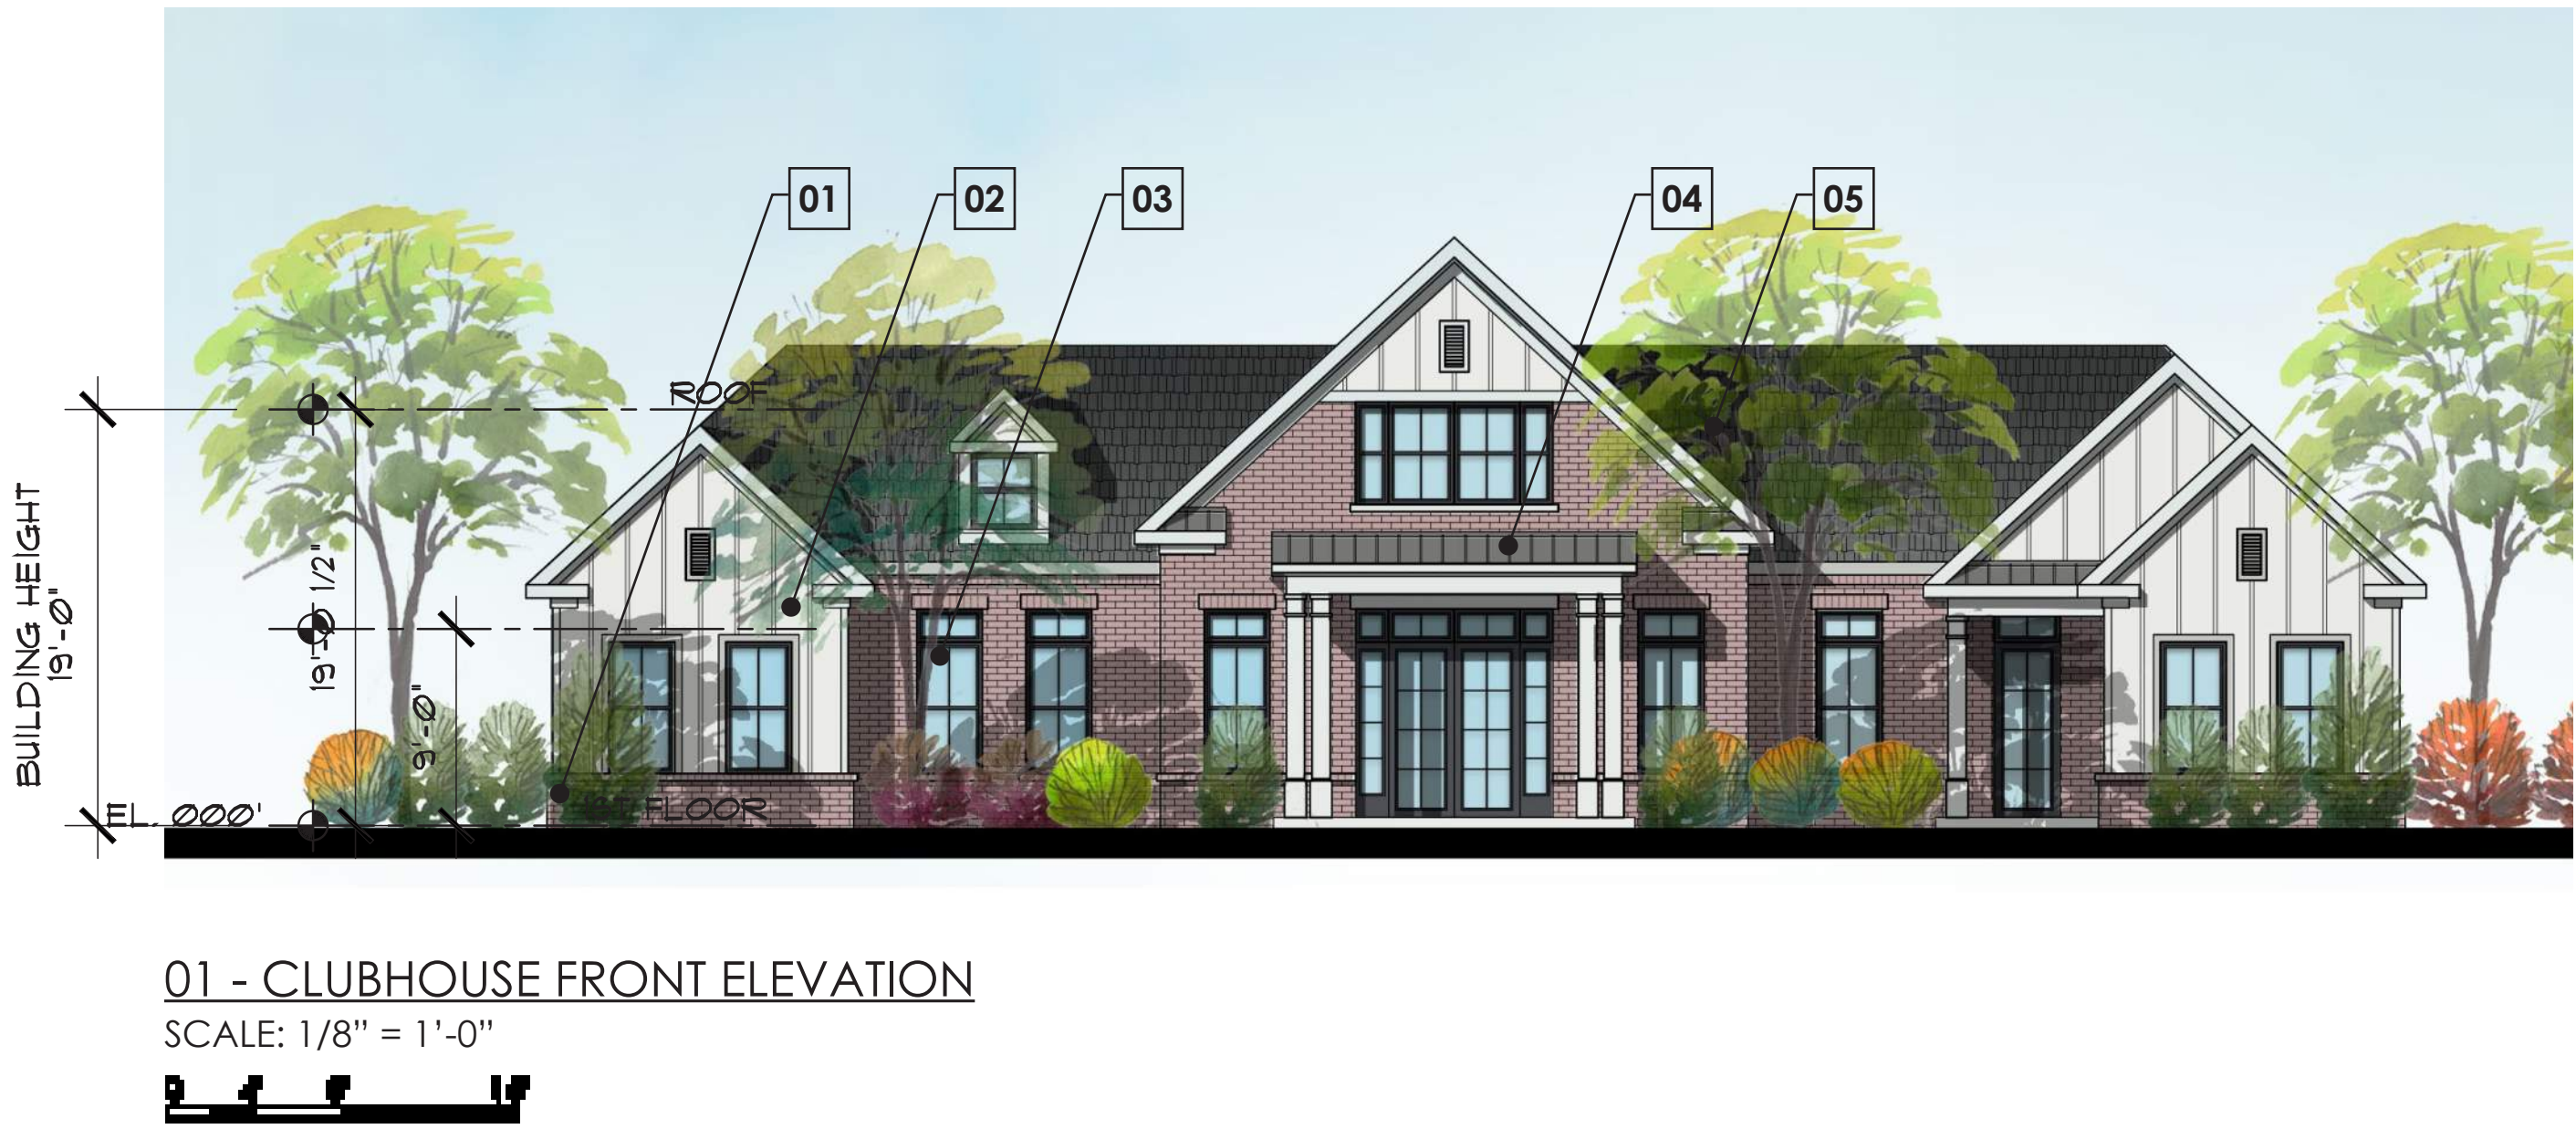 01
02
03
04
05
ROOF
BUILDING HEIGHT
19'-0"
19'-0 1/2"
9'-0"
EL. 000'
1ST FLOOR
01 - CLUBHOUSE FRONT ELEVATION
SCALE: 1/8” = 1’-0”